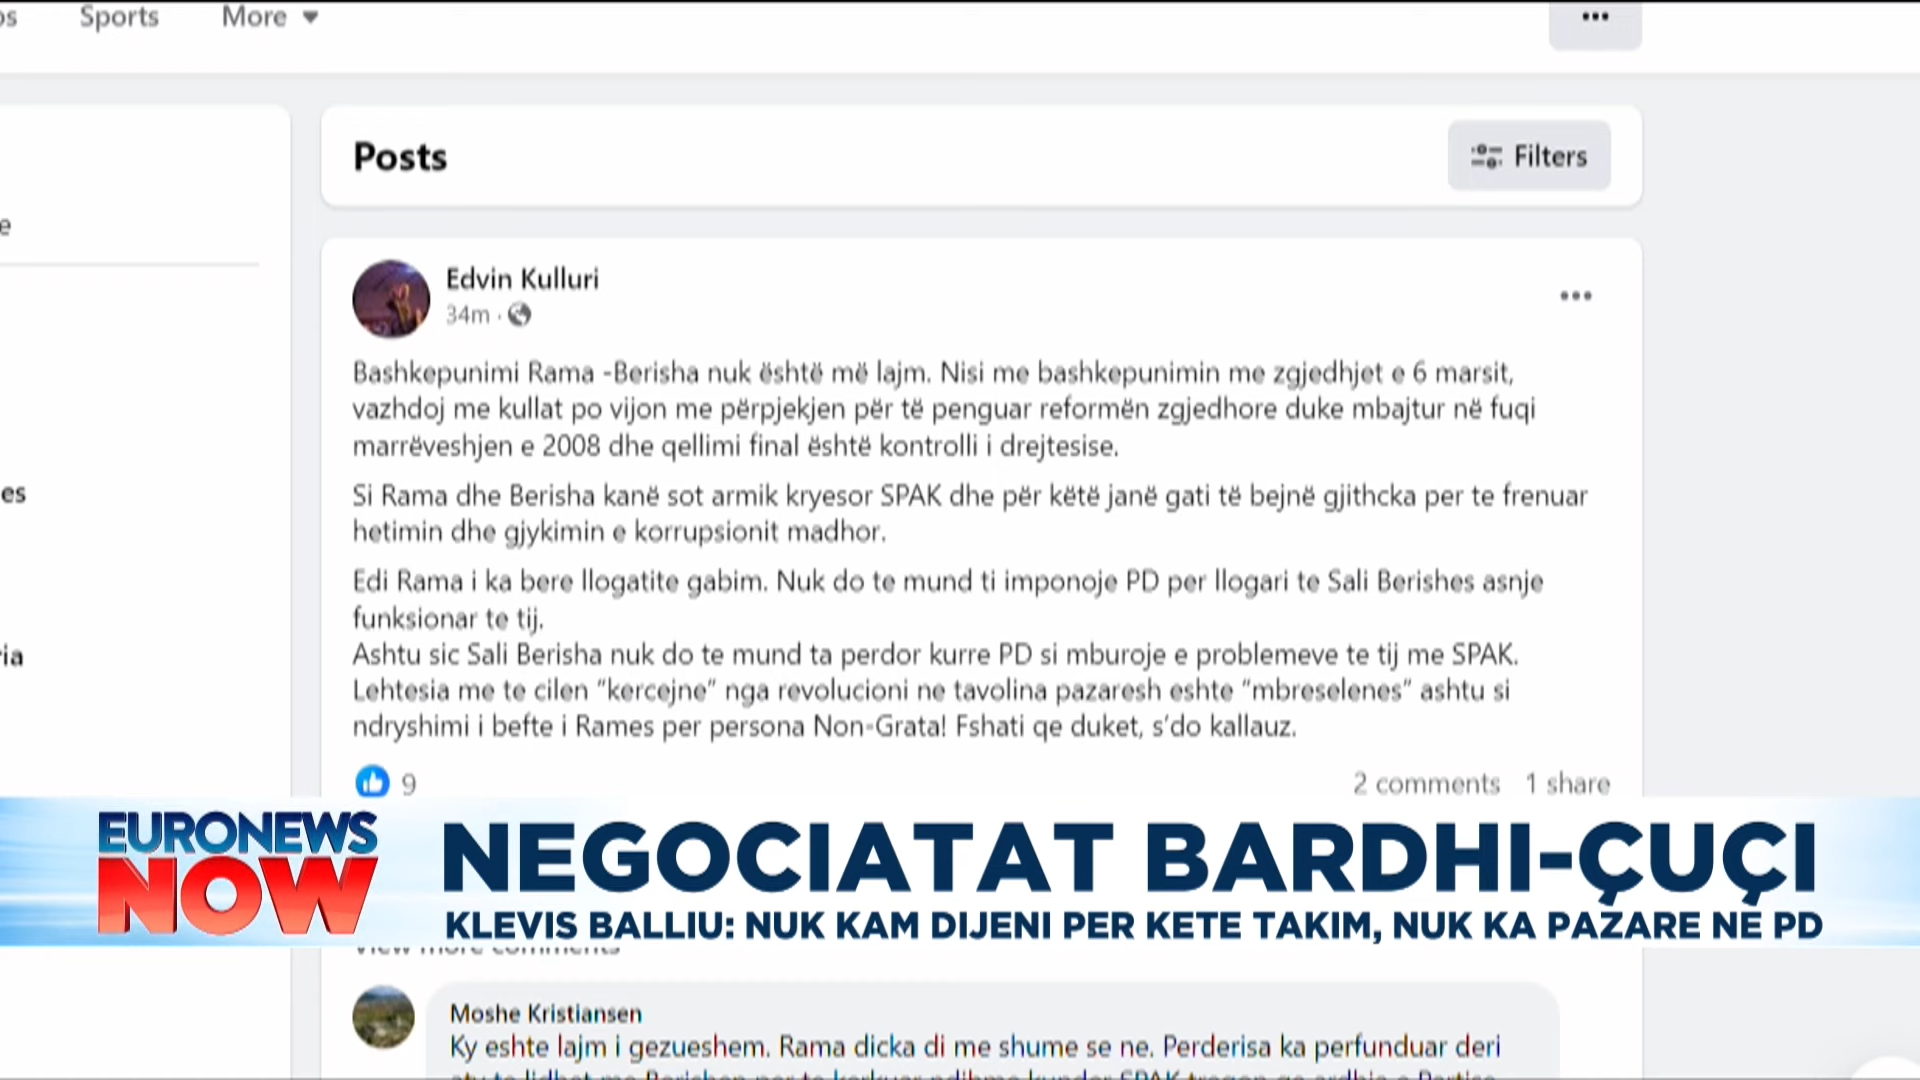 Sports More
Posts
Filters
Edvin Kulluri
34m
Bashkepunimi Rama -Berisha nuk është më lajm. Nisi me bashkepunimin me zgjedhjet e 6 marsit,
vazhdoj me kullat po vijon me përpjekjen për të penguar reformën zgjedhore duke mbajtur në fuqi
marrëveshjen e 2008 dhe qellimi final është kontrolli i drejtesise.
Si Rama dhe Berisha kanë sot armik kryesor SPAK dhe për këtë janë gati të bejnë gjithcka per te frenuar
hetimin dhe gjykimin e korrupsionit madhor.
Edi Rama i ka bere llogatite gabim. Nuk do te mund ti imponoje PD per llogari te Sali Berishes asnje
funksionar te tij.
Ashtu sic Sali Berisha nuk do te mund ta perdor kurre PD si mburoje e problemeve te tij me SPAK.
Lehtesia me te cilen "kercejne" nga revolucioni ne tavolina pazaresh eshte "mbreselenes" ashtu si
ndryshimi i befte i Rames per persona Non-Grata! Fshati qe duket, s'do kallauz.
9
2 comments 1 share
EURONEWS
NOW
NEGOCIATAT BARDHI-ÇUÇI
KLEVIS BALLIU: NUK KAM DIJENI PER KETE TAKIM, NUK KA PAZARE NE PD
View more comments
Moshe Kristiansen
Ky eshte lajm i gezueshem. Rama dicka di me shume se ne. Perderisa ka perfunduar deri